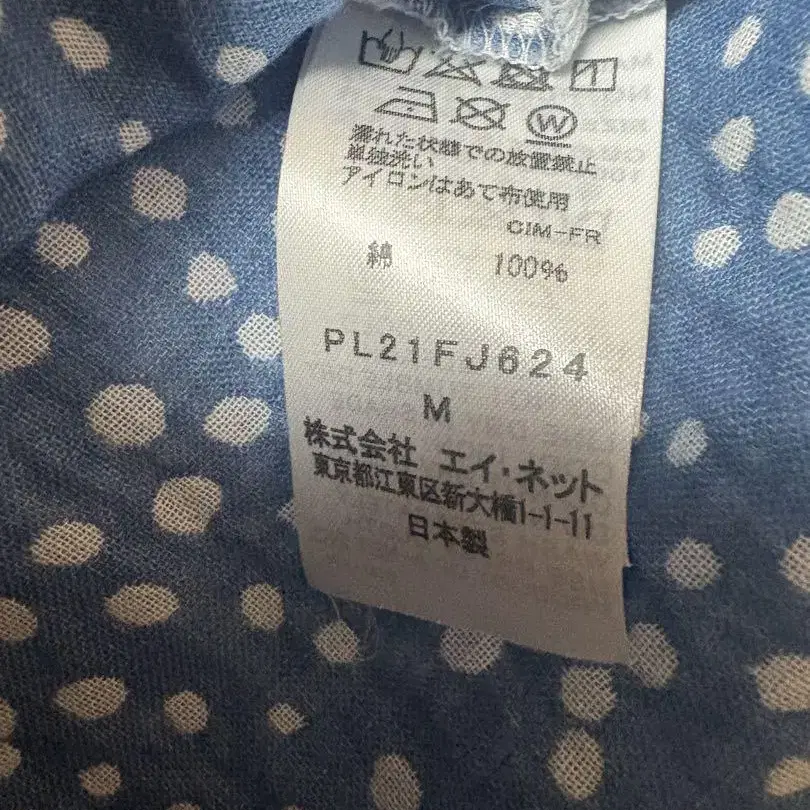 W
濡れた状態での放置禁止
単独洗い
アイロンはあて布使用
CIM-FR
綿 100%
PL21FJ624
M
株式会社 エイ・ネット
東京都江東区新大橋1-1-11
日本製